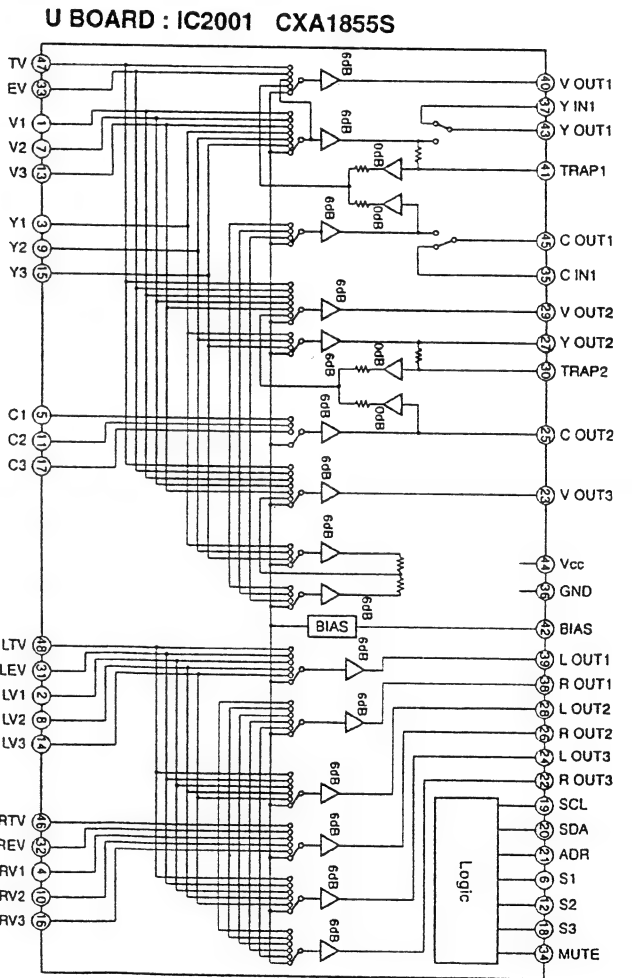 U BOARD : IC2001 CXA1855S
TV 47
EV 33
V1 1
V2 7
V3 13
Y1 3
Y2 9
Y3 15
C1 5
C2 11
C3 17
LTV 48
LEV 31
LV1 2
LV2 8
LV3 14
RTV 46
REV 32
RV1 4
RV2 10
RV3 16
6dB
6dB
0dB
0dB
6dB
6dB
6dB
0dB
0dB
6dB
6dB
6dB
6dB
BIAS
6dB
6dB
6dB
6dB
6dB
6dB
Logic
40 V OUT1
37 Y IN1
43 Y OUT1
41 TRAP1
45 C OUT1
35 C IN1
29 V OUT2
27 Y OUT2
30 TRAP2
25 C OUT2
23 V OUT3
44 Vcc
36 GND
42 BIAS
39 L OUT1
38 R OUT1
28 L OUT2
26 R OUT2
24 L OUT3
22 R OUT3
19 SCL
20 SDA
21 ADR
6 S1
12 S2
18 S3
34 MUTE